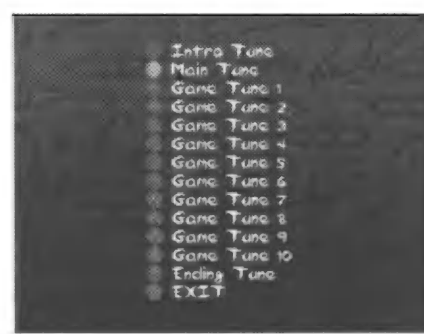 Intro Tune
Main Tune
Game Tune 1
Game Tune 2
Game Tune 3
Game Tune 4
Game Tune 5
Game Tune 6
Game Tune 7
Game Tune 8
Game Tune 9
Game Tune 10
Ending Tune
EXIT